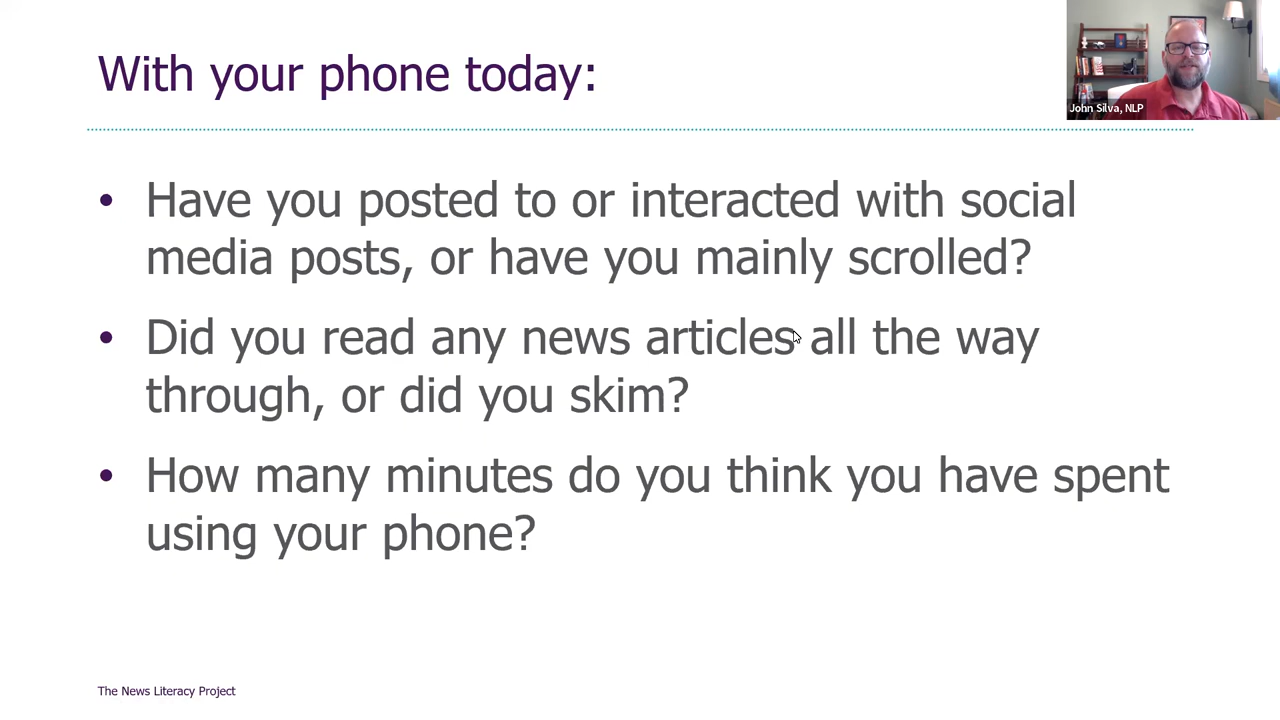 With your phone today:
John Silva, NLP
• Have you posted to or interacted with social
media posts, or have you mainly scrolled?
• Did you read any news articles all the way
through, or did you skim?
• How many minutes do you think you have spent
using your phone?
The News Literacy Project